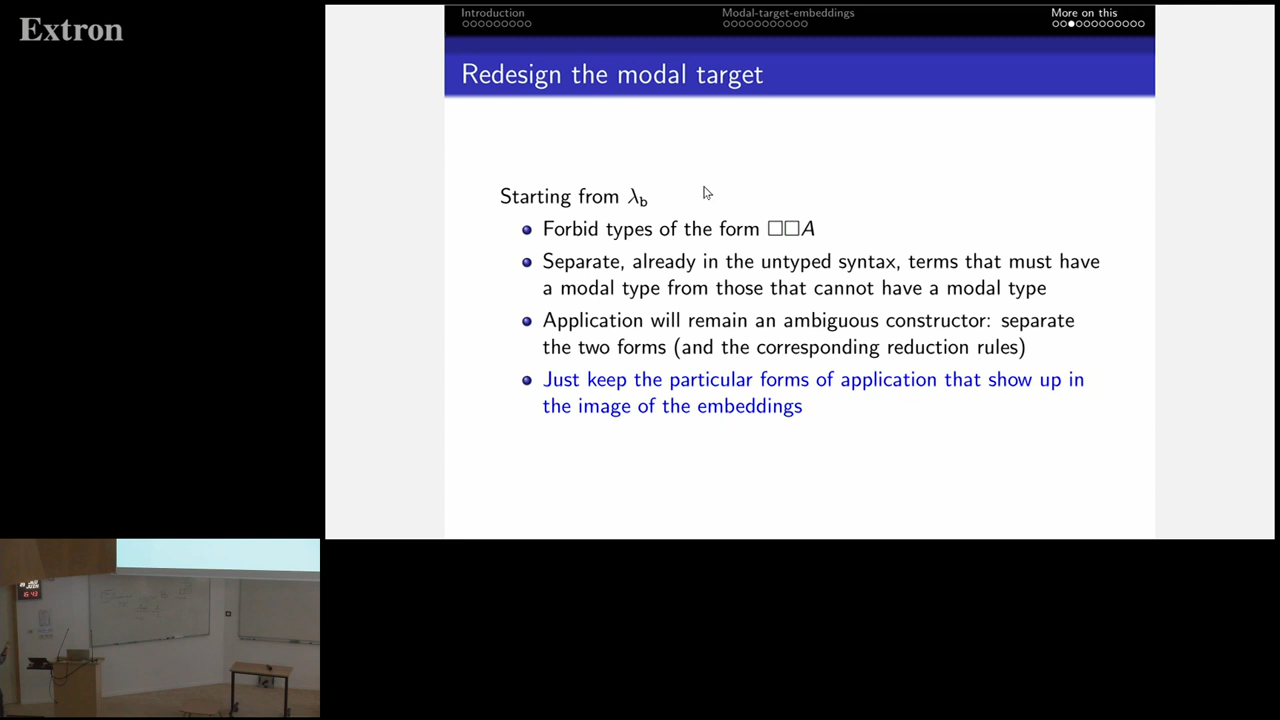 Extron
Introduction
Modal-target-embeddings
More on this
Redesign the modal target
Starting from λb
Forbid types of the form □□A
Separate, already in the untyped syntax, terms that must have
a modal type from those that cannot have a modal type
Application will remain an ambiguous constructor: separate
the two forms (and the corresponding reduction rules)
Just keep the particular forms of application that show up in
the image of the embeddings